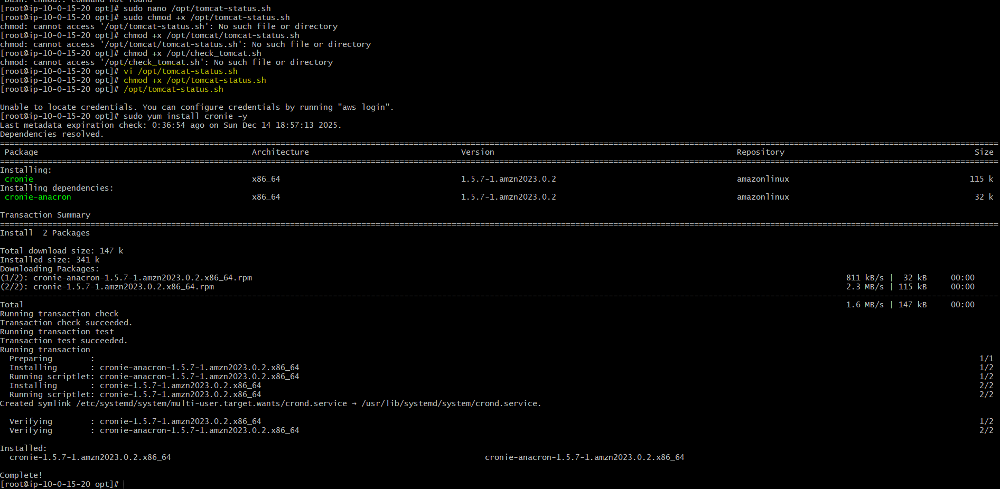 -bash: chmod.: command not found
[root@ip-10-0-15-20 opt]# sudo nano /opt/tomcat-status.sh
[root@ip-10-0-15-20 opt]# sudo chmod +x /opt/tomcat-status.sh
chmod: cannot access '/opt/tomcat-status.sh': No such file or directory
[root@ip-10-0-15-20 opt]# chmod +x /opt/tomcat/tomcat-status.sh
chmod: cannot access '/opt/tomcat/tomcat-status.sh': No such file or directory
[root@ip-10-0-15-20 opt]# chmod +x /opt/check_tomcat.sh
chmod: cannot access '/opt/check_tomcat.sh': No such file or directory
[root@ip-10-0-15-20 opt]# vi /opt/tomcat-status.sh
[root@ip-10-0-15-20 opt]# chmod +x /opt/tomcat-status.sh
[root@ip-10-0-15-20 opt]# /opt/tomcat-status.sh
Unable to locate credentials. You can configure credentials by running "aws login".
[root@ip-10-0-15-20 opt]# sudo yum install cronie -y
Last metadata expiration check: 0:36:54 ago on Sun Dec 14 18:57:13 2025.
Dependencies resolved.
Package Architecture Version Repository Size
Installing:
cronie x86_64 1.5.7-1.amzn2023.0.2 amazonlinux 115 k
Installing dependencies:
cronie-anacron x86_64 1.5.7-1.amzn2023.0.2 amazonlinux 32 k
Transaction Summary
Install  2 Packages
Total download size: 147 k
Installed size: 341 k
Downloading Packages:
(1/2): cronie-anacron-1.5.7-1.amzn2023.0.2.x86_64.rpm 811 kB/s | 32 kB 00:00
(2/2): cronie-1.5.7-1.amzn2023.0.2.x86_64.rpm 2.3 MB/s | 115 kB 00:00
Total 1.6 MB/s | 147 kB 00:00
Running transaction check
Transaction check succeeded.
Running transaction test
Transaction test succeeded.
Running transaction
Preparing : 1/1
Installing : cronie-anacron-1.5.7-1.amzn2023.0.2.x86_64 1/2
Running scriptlet: cronie-anacron-1.5.7-1.amzn2023.0.2.x86_64 1/2
Installing : cronie-1.5.7-1.amzn2023.0.2.x86_64 2/2
Running scriptlet: cronie-1.5.7-1.amzn2023.0.2.x86_64 2/2
Created symlink /etc/systemd/system/multi-user.target.wants/crond.service → /usr/lib/systemd/system/crond.service.
Verifying : cronie-1.5.7-1.amzn2023.0.2.x86_64 1/2
Verifying : cronie-anacron-1.5.7-1.amzn2023.0.2.x86_64 2/2
Installed:
cronie-1.5.7-1.amzn2023.0.2.x86_64 cronie-anacron-1.5.7-1.amzn2023.0.2.x86_64
Complete!
[root@ip-10-0-15-20 opt]#